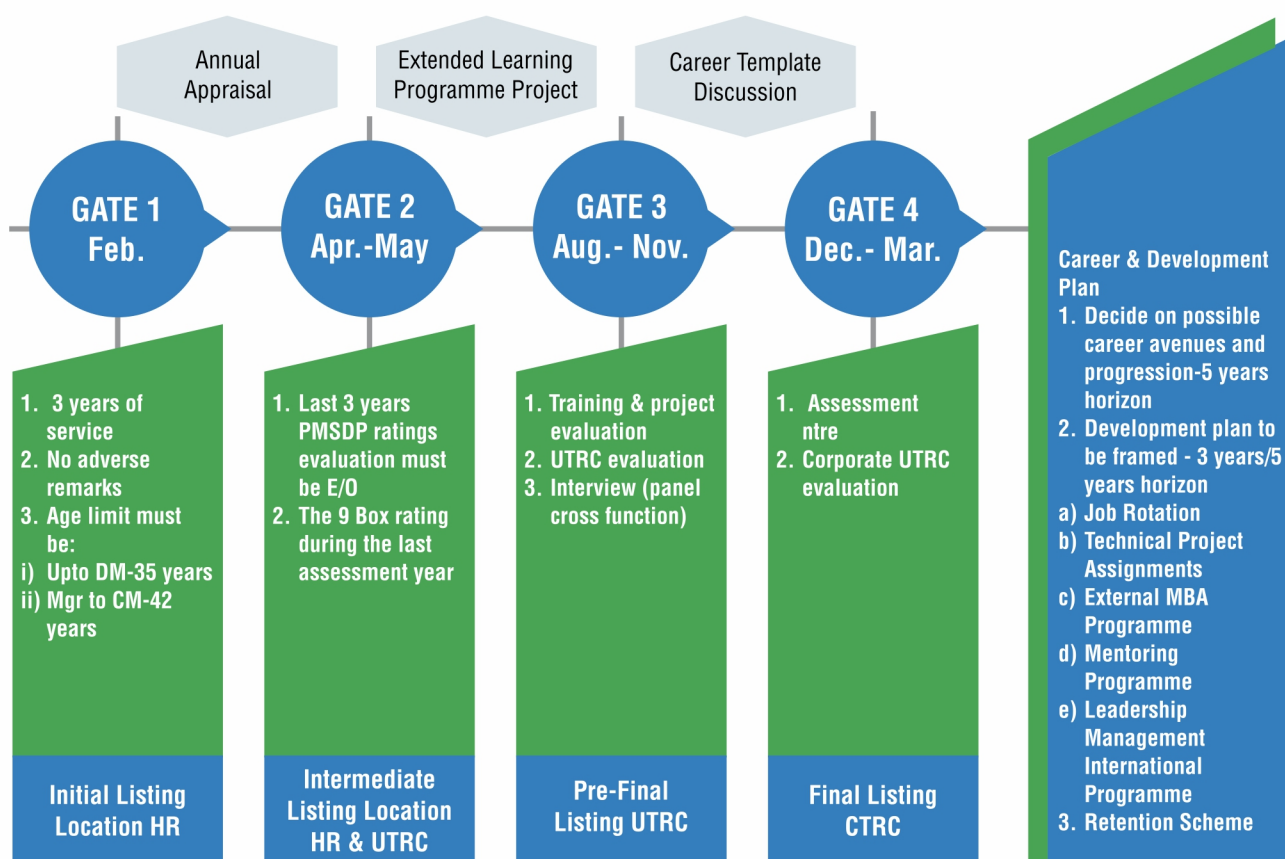 Annual
Appraisal
Extended Learning
Programme Project
Career Template
Discussion
GATE 1
Feb.
GATE 2
Apr.-May
GATE 3
Aug.- Nov.
GATE 4
Dec.- Mar.
1. 3 years of
service
2. No adverse
remarks
3. Age limit must
be:
i) Upto DM-35 years
ii) Mgr to CM-42
years
Initial Listing
Location HR
1. Last 3 years
PMSDP ratings
evaluation must
be E/O
2. The 9 Box rating
during the last
assessment year
Intermediate
Listing Location
HR & UTRC
1. Training & project
evaluation
2. UTRC evaluation
3. Interview (panel
cross function)
Pre-Final
Listing UTRC
1. Assessment
ntre
2. Corporate UTRC
evaluation
Final Listing
CTRC
Career & Development
Plan
1. Decide on possible
career avenues and
progression-5 years
horizon
2. Development plan to
be framed - 3 years/5
years horizon
a) Job Rotation
b) Technical Project
Assignments
c) External MBA
Programme
d) Mentoring
Programme
e) Leadership
Management
International
Programme
3. Retention Scheme